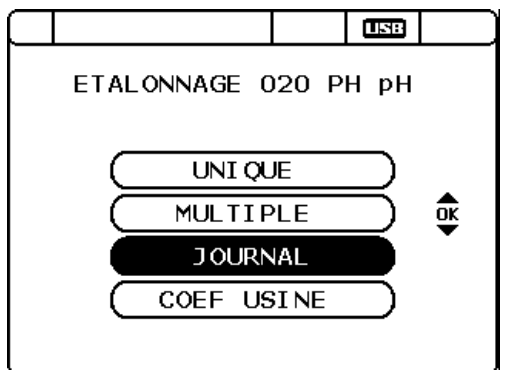 USB
ETALONNAGE 020 PH pH
UNIQUE
MULTIPLE
OK
JOURNAL
COEF USINE